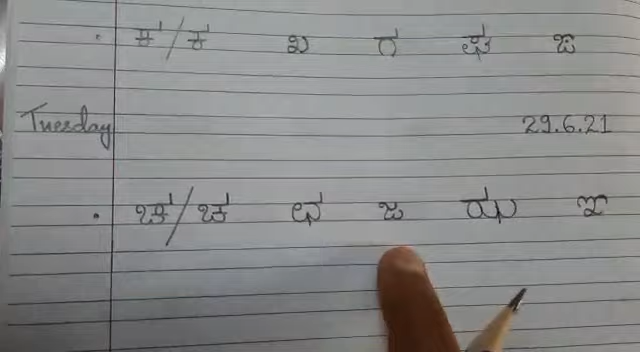 ಕ / ಕ ಖ ಗ ಘ ಙ
Tuesday 29.6.21
ಚ / ಚ ಛ ಜ ಝ ಞ